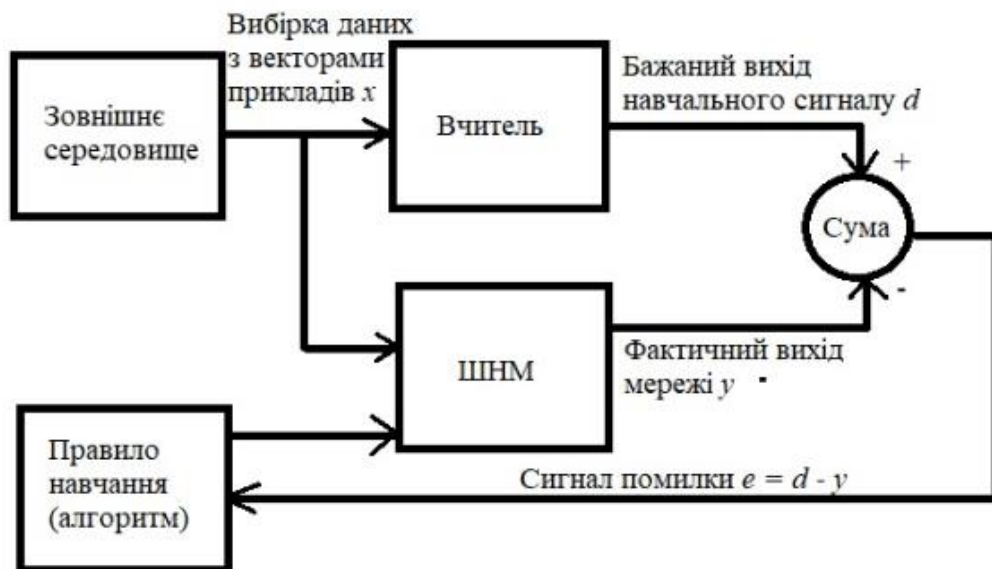 Зовнішнє
середовище
Вибірка даних
з векторами
прикладів x
Вчитель
Бажаний вихід
навчального сигналу d
+
Сума
-
ШНМ
Фактичний вихід
мережі y
Правило
навчання
(алгоритм)
Сигнал помилки e = d - y